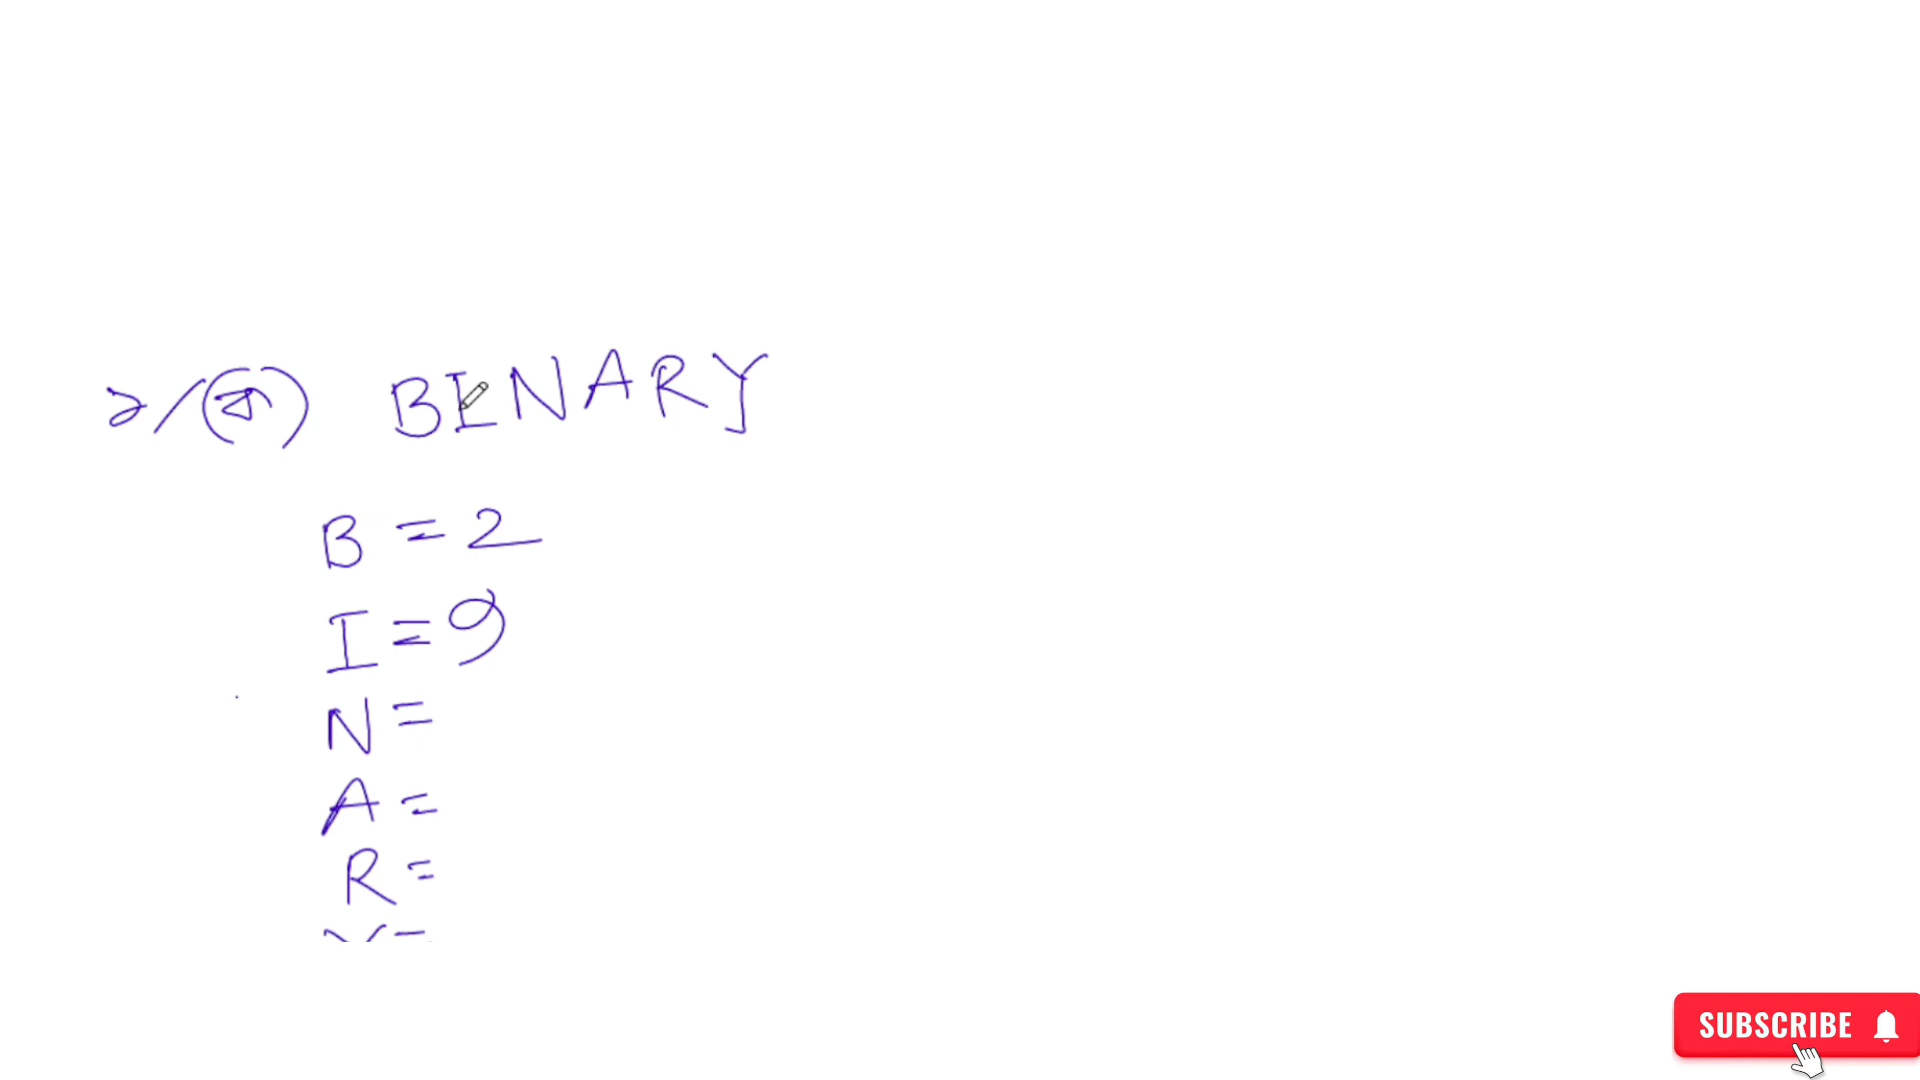 ২/(ক) BINARY
B = 2
I = 9
N =
A =
R =
Y =
SUBSCRIBE